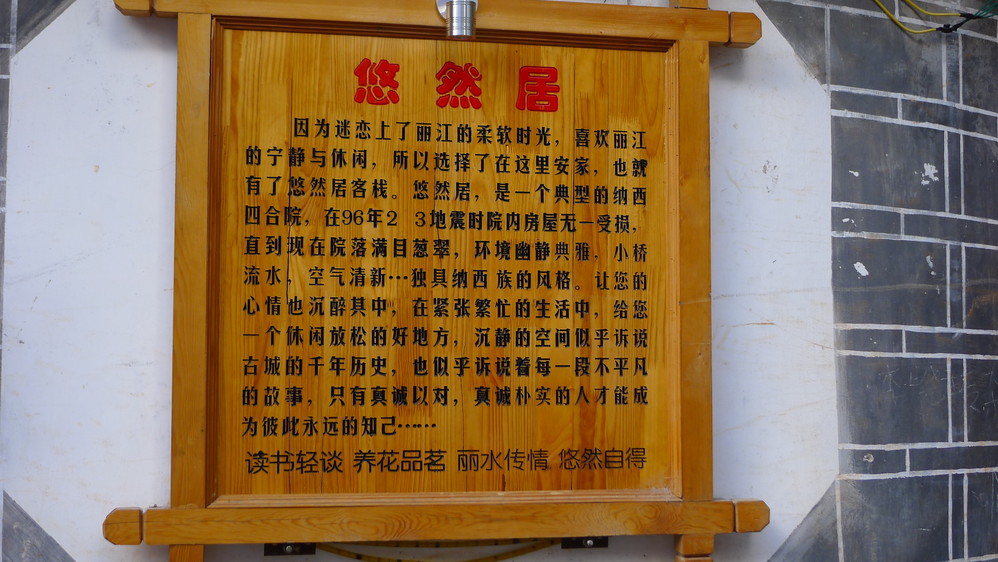 悠然居
因为迷恋上了丽江的柔软时光，喜欢丽江
的宁静与休闲，所以选择了在这里安家，也就
有了悠然居客栈。悠然居，是一个典型的纳西
四合院，在96年2 3地震时院内房屋无一受损，
直到现在院落满目葱翠，环境幽静典雅，小桥
流水，空气清新…独具纳西族的风格。让您的
心情也沉醉其中，在紧张繁忙的生活中，给您
一个休闲放松的好地方，沉静的空间似乎诉说
古城的千年历史，也似乎诉说着每一段不平凡
的故事，只有真诚以对，真诚朴实的人才能成
为彼此永远的知己……
读书轻谈 养花品茗 丽水传情 悠然自得